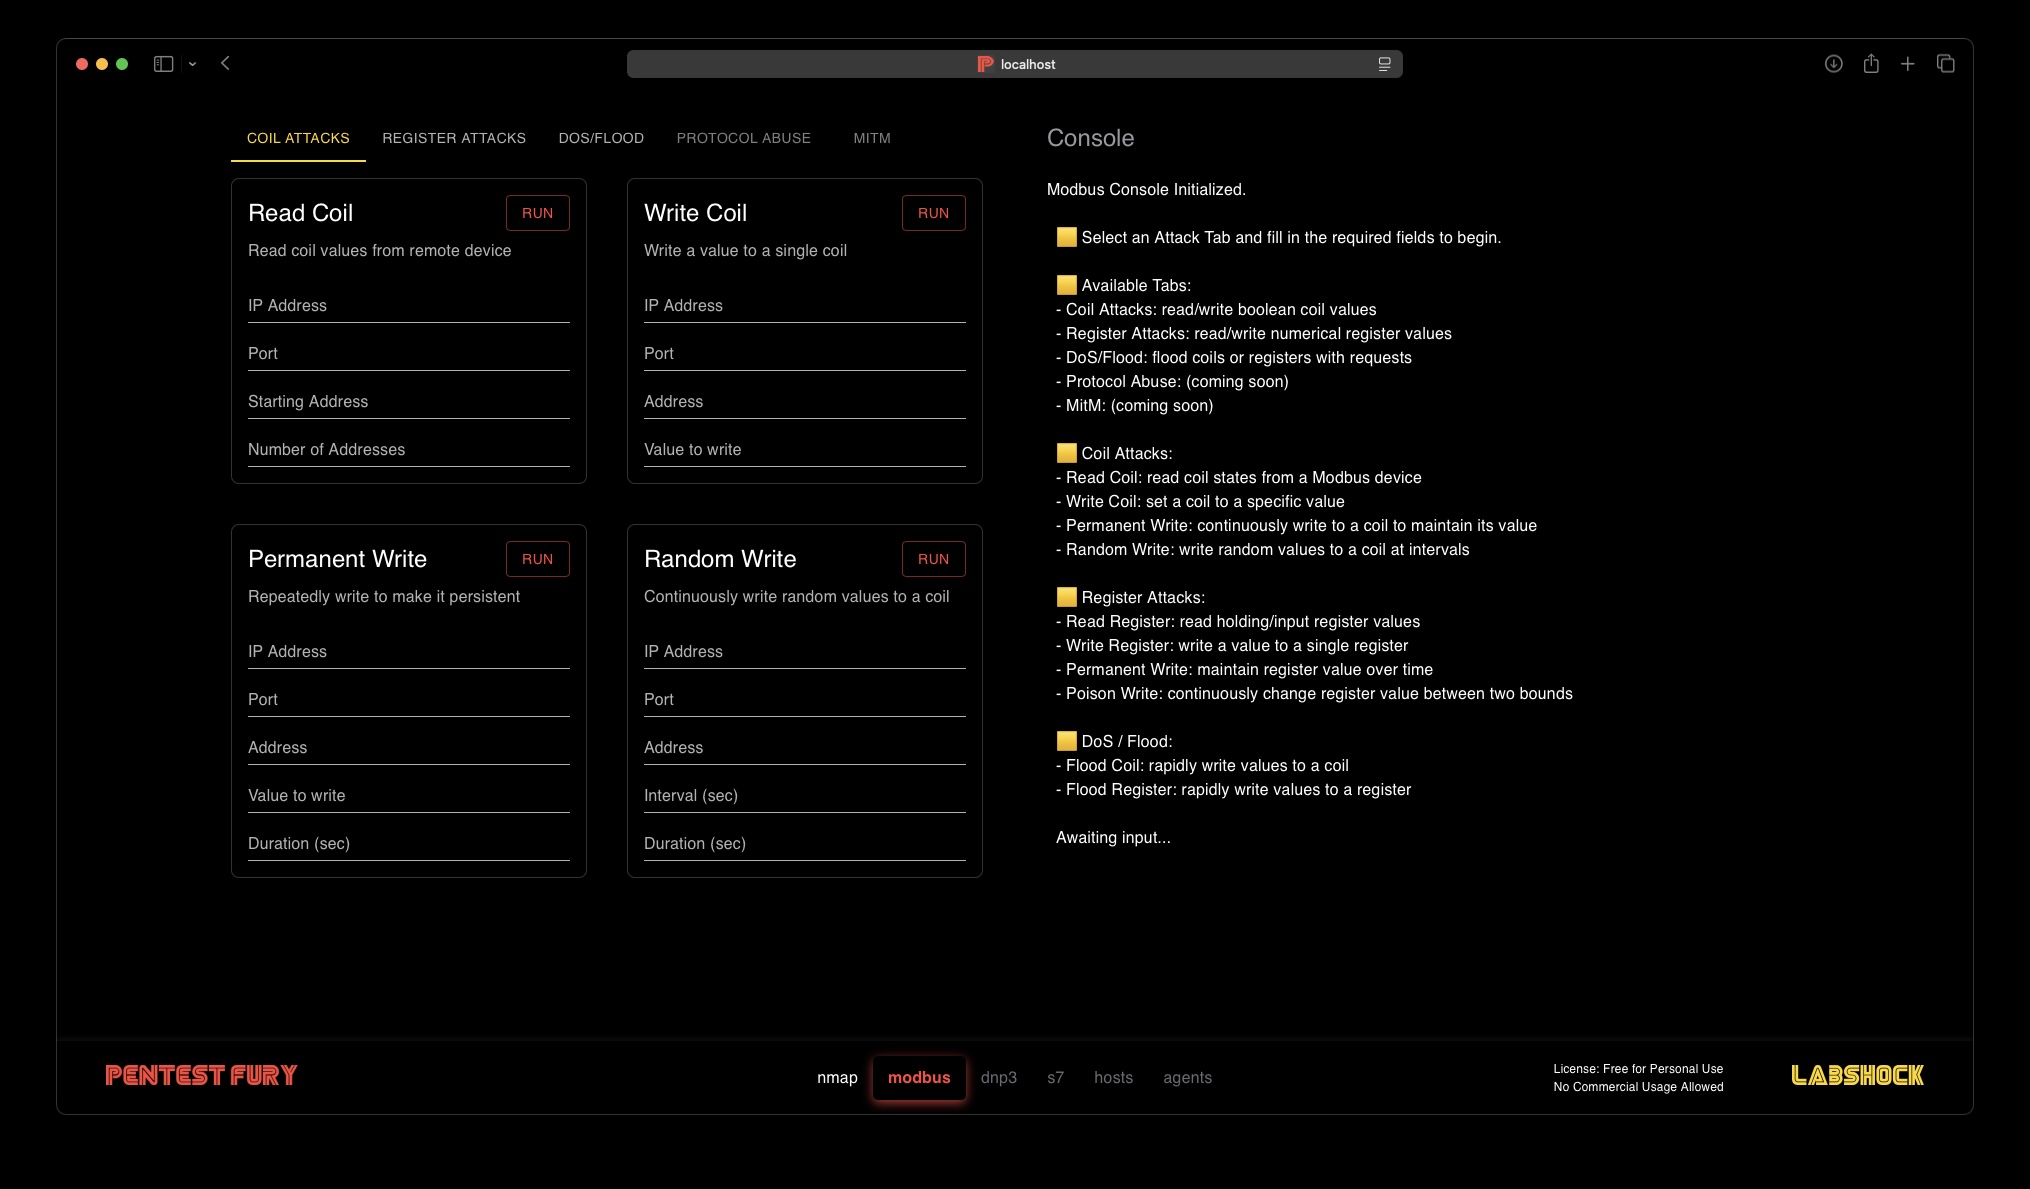 localhost
COIL ATTACKS
REGISTER ATTACKS
DOS/FLOOD
PROTOCOL ABUSE
MITM
Read Coil
RUN
Read coil values from remote device
IP Address
Port
Starting Address
Number of Addresses
Write Coil
RUN
Write a value to a single coil
IP Address
Port
Address
Value to write
Permanent Write
RUN
Repeatedly write to make it persistent
IP Address
Port
Address
Value to write
Duration (sec)
Random Write
RUN
Continuously write random values to a coil
IP Address
Port
Address
Interval (sec)
Duration (sec)
Console
Modbus Console Initialized.
Select an Attack Tab and fill in the required fields to begin.
Available Tabs:
- Coil Attacks: read/write boolean coil values
- Register Attacks: read/write numerical register values
- DoS/Flood: flood coils or registers with requests
- Protocol Abuse: (coming soon)
- MitM: (coming soon)
Coil Attacks:
- Read Coil: read coil states from a Modbus device
- Write Coil: set a coil to a specific value
- Permanent Write: continuously write to a coil to maintain its value
- Random Write: write random values to a coil at intervals
Register Attacks:
- Read Register: read holding/input register values
- Write Register: write a value to a single register
- Permanent Write: maintain register value over time
- Poison Write: continuously change register value between two bounds
DoS / Flood:
- Flood Coil: rapidly write values to a coil
- Flood Register: rapidly write values to a register
Awaiting input...
PENTEST FURY
nmap
modbus
dnp3
s7
hosts
agents
License: Free for Personal Use
No Commercial Usage Allowed
LABSHOCK